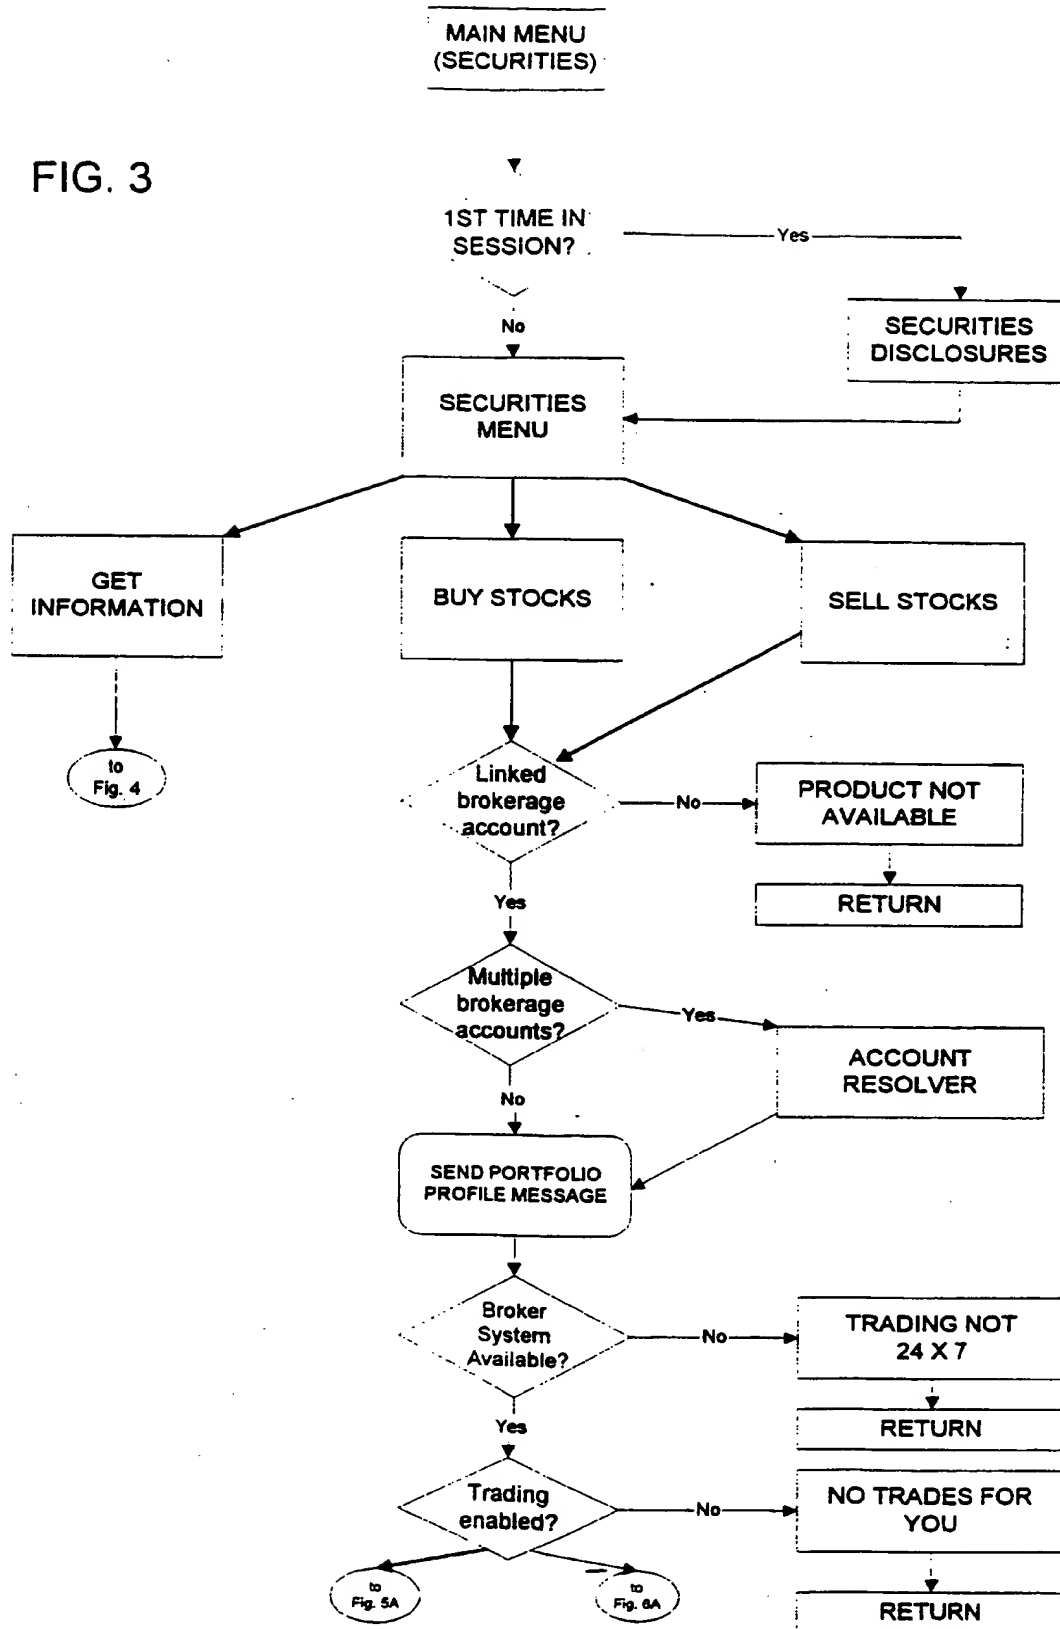 MAIN MENU
(SECURITIES)
FIG. 3
1ST TIME IN
SESSION?
Yes
No
SECURITIES
DISCLOSURES
SECURITIES
MENU
GET
INFORMATION
BUY STOCKS
SELL STOCKS
to
Fig. 4
Linked
brokerage
account?
No
PRODUCT NOT
AVAILABLE
RETURN
Yes
Multiple
brokerage
accounts?
Yes
ACCOUNT
RESOLVER
No
SEND PORTFOLIO
PROFILE MESSAGE
Broker
System
Available?
No
TRADING NOT
24 X 7
RETURN
Yes
Trading
enabled?
No
NO TRADES FOR
YOU
RETURN
to
Fig. 5A
to
Fig. 6A